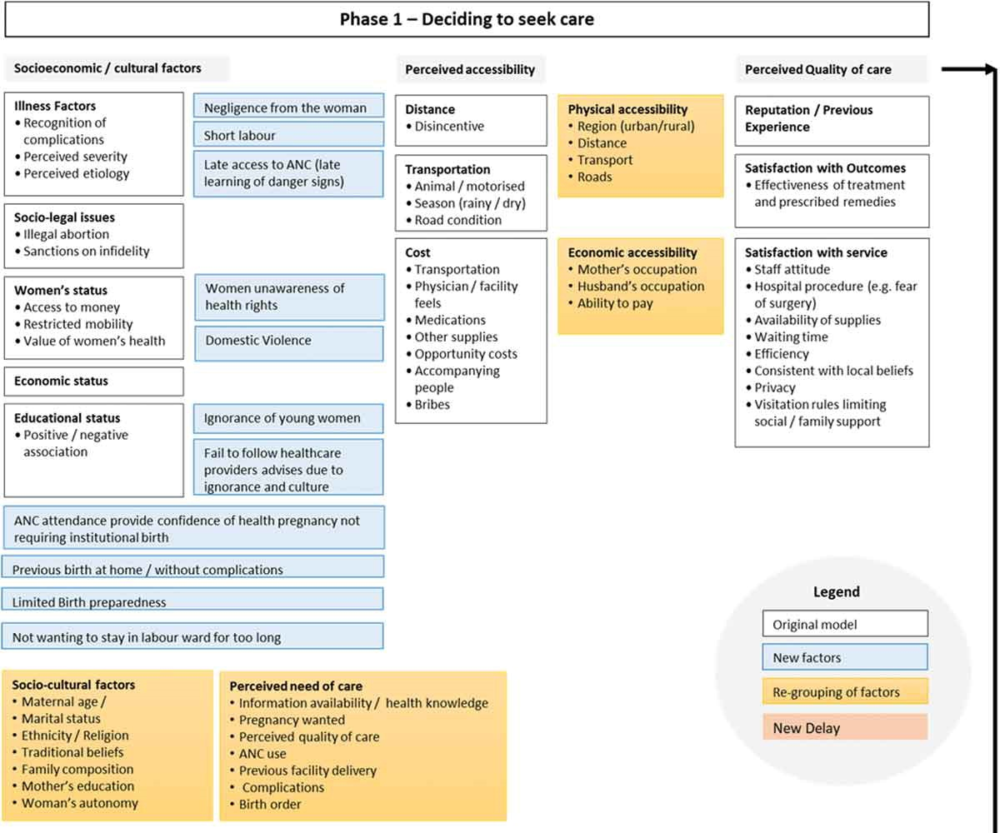 Phase 1 – Deciding to seek care
Socioeconomic / cultural factors
Illness Factors
• Recognition of
complications
• Perceived severity
• Perceived etiology
Negligence from the woman
Short labour
Late access to ANC (late
learning of danger signs)
Socio-legal issues
• Illegal abortion
• Sanctions on infidelity
Women's status
• Access to money
• Restricted mobility
• Value of women's health
Women unawareness of
health rights
Domestic Violence
Economic status
Educational status
• Positive / negative
association
Ignorance of young women
Fail to follow healthcare
providers advises due to
ignorance and culture
ANC attendance provide confidence of health pregnancy not
requiring institutional birth
Previous birth at home / without complications
Limited Birth preparedness
Not wanting to stay in labour ward for too long
Socio-cultural factors
• Maternal age /
• Marital status
• Ethnicity / Religion
• Traditional beliefs
• Family composition
• Mother's education
• Woman's autonomy
Perceived need of care
• Information availability / health knowledge
• Pregnancy wanted
• Perceived quality of care
• ANC use
• Previous facility delivery
• Complications
• Birth order
Perceived accessibility
Distance
• Disincentive
Transportation
• Animal / motorised
• Season (rainy / dry)
• Road condition
Cost
• Transportation
• Physician / facility
feels
• Medications
• Other supplies
• Opportunity costs
• Accompanying
people
• Bribes
Physical accessibility
• Region (urban/rural)
• Distance
• Transport
• Roads
Economic accessibility
• Mother's occupation
• Husband's occupation
• Ability to pay
Perceived Quality of care
Reputation / Previous
Experience
Satisfaction with Outcomes
• Effectiveness of treatment
and prescribed remedies
Satisfaction with service
• Staff attitude
• Hospital procedure (e.g. fear
of surgery)
• Availability of supplies
• Waiting time
• Efficiency
• Consistent with local beliefs
• Privacy
• Visitation rules limiting
social / family support
Legend
Original model
New factors
Re-grouping of factors
New Delay